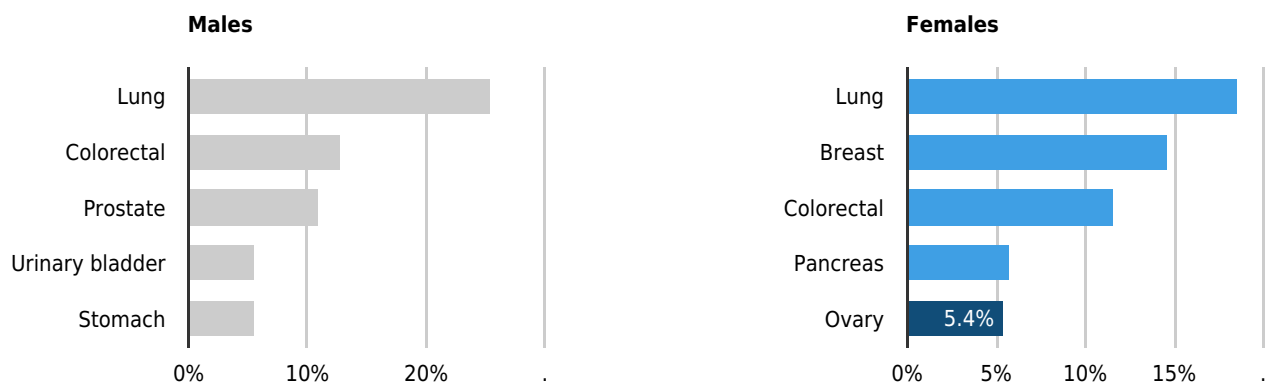 Males
Lung
Colorectal
Prostate
Urinary bladder
Stomach
0% 10% 20% .
Females
Lung
Breast
Colorectal
Pancreas
Ovary 5.4%
0% 5% 10% 15% .